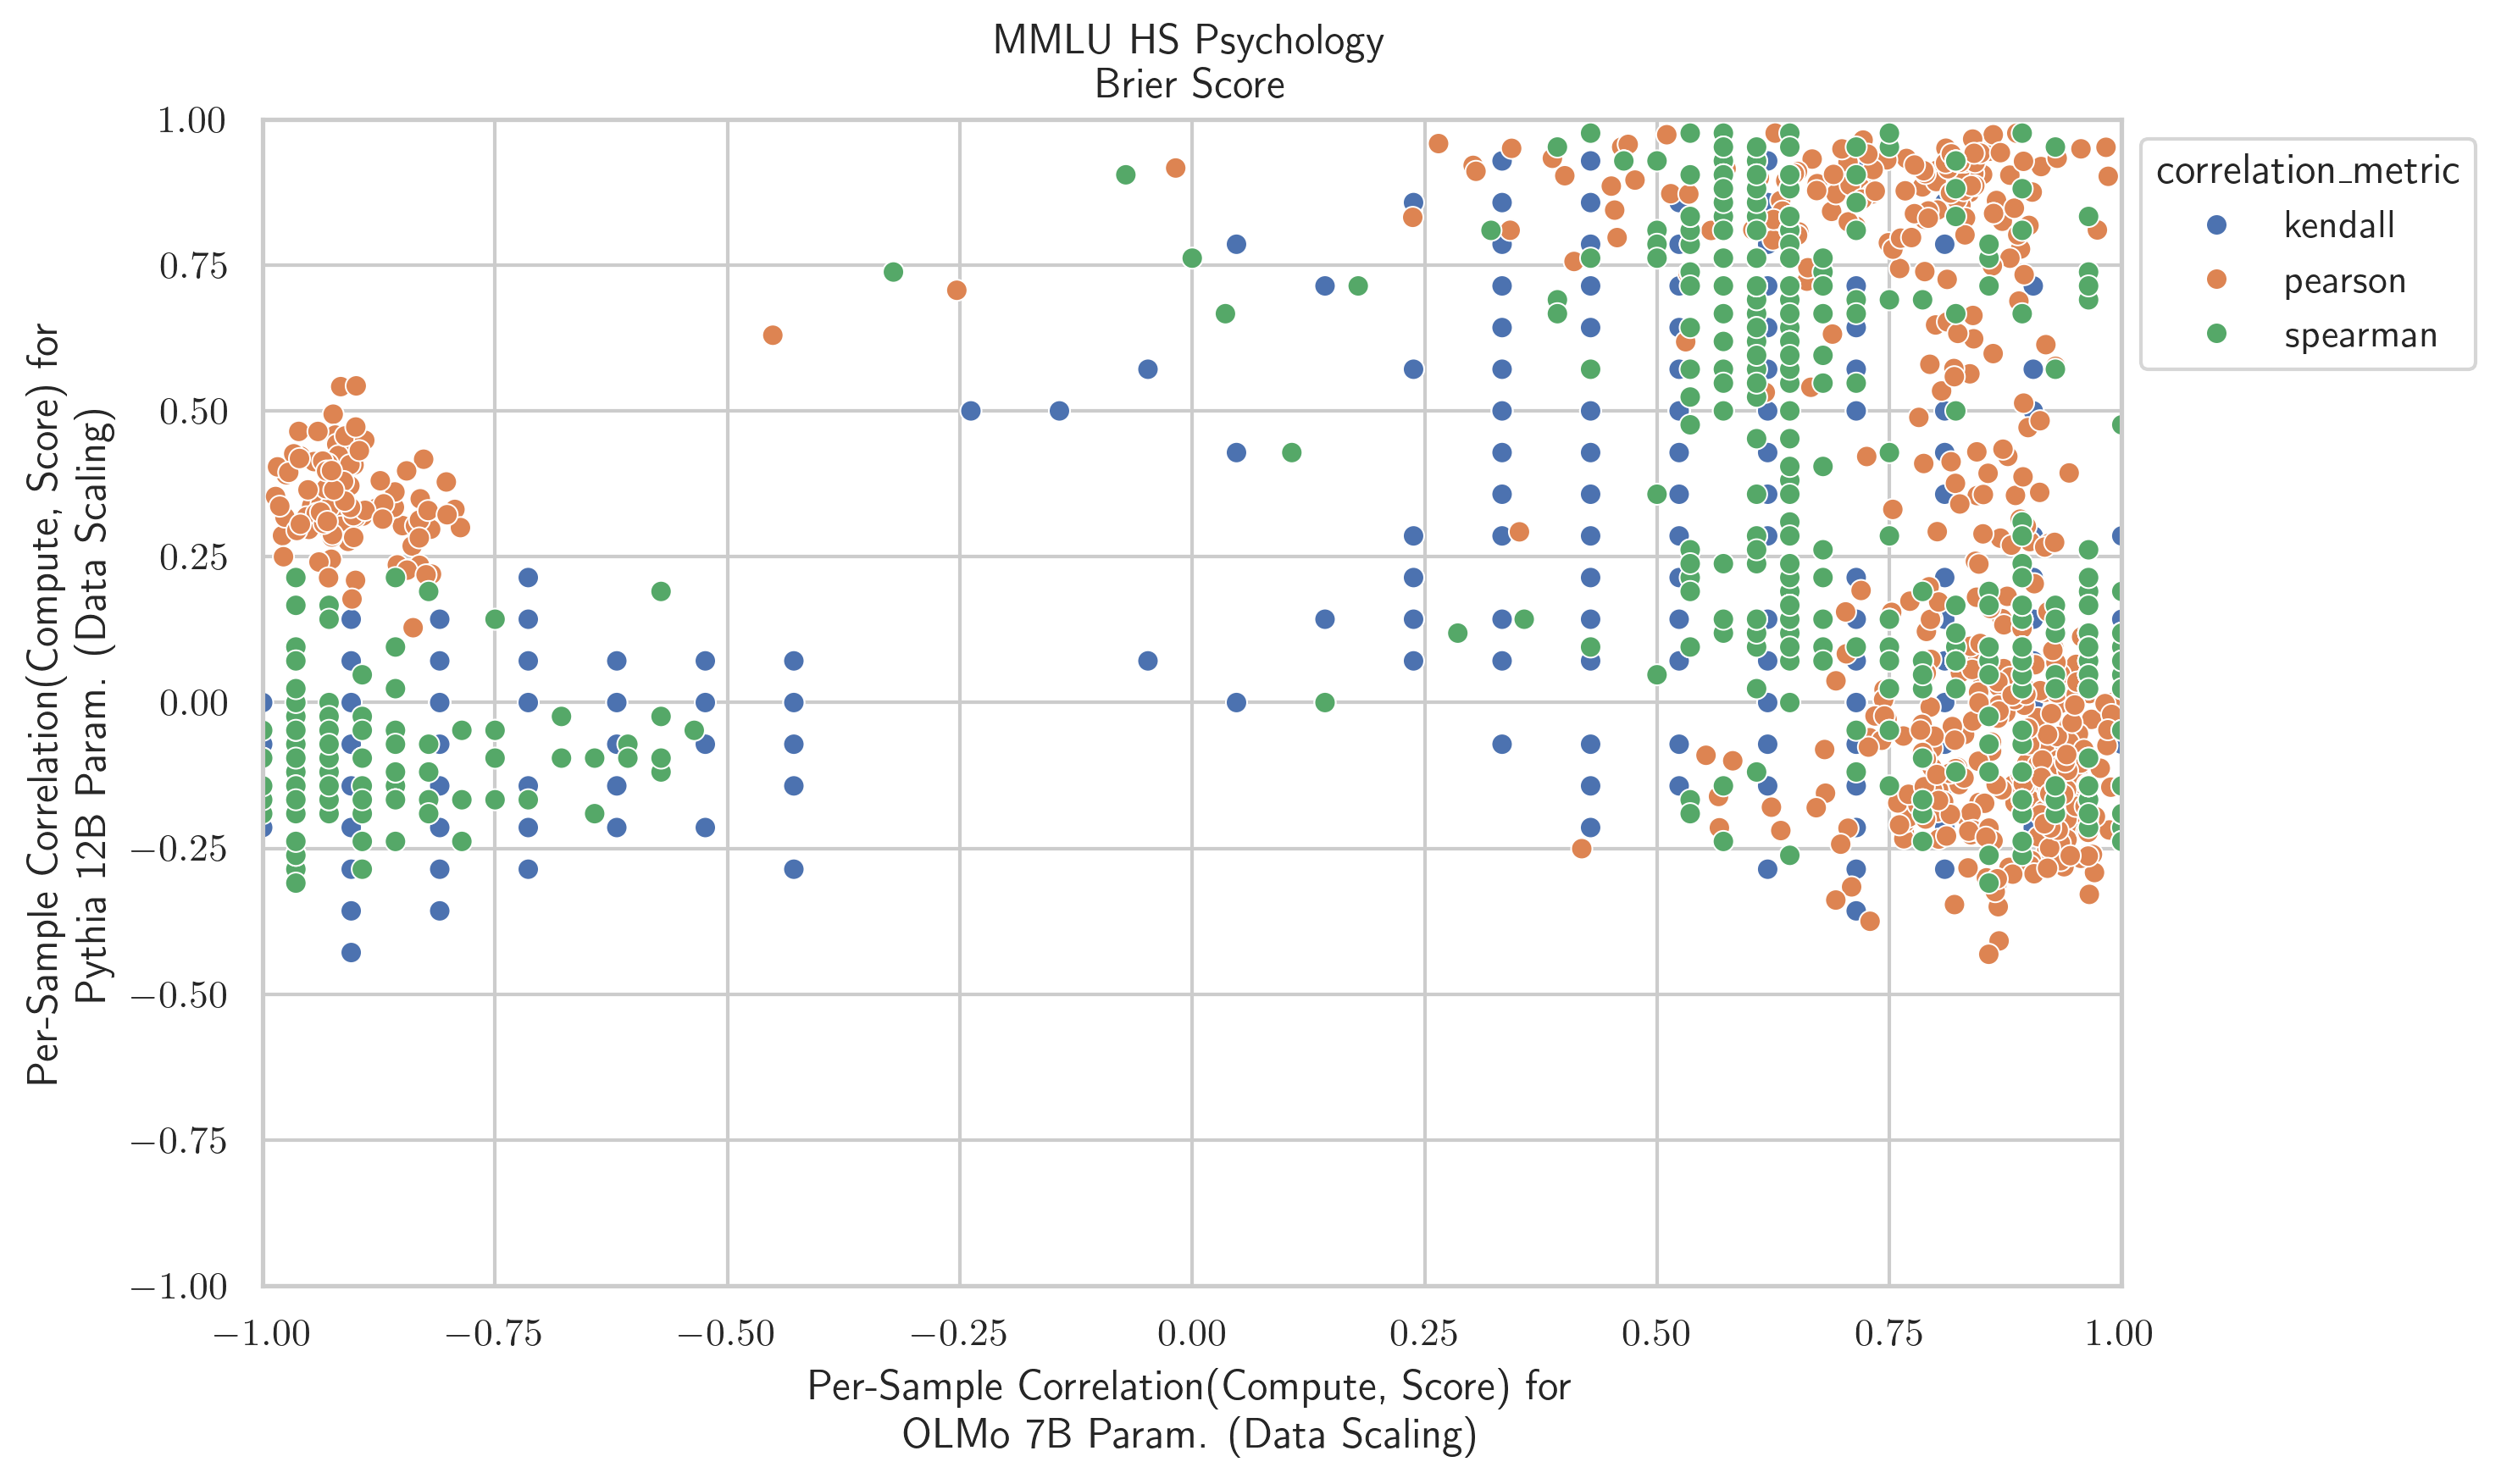 MMLU HS Psychology
Brier Score
Per-Sample Correlation(Compute, Score) for
Pythia 12B Param. (Data Scaling)
1.00
0.75
0.50
0.25
0.00
−0.25
−0.50
−0.75
−1.00
−1.00 −0.75 −0.50 −0.25 0.00 0.25 0.50 0.75 1.00
Per-Sample Correlation(Compute, Score) for
OLMo 7B Param. (Data Scaling)
correlation_metric
kendall
pearson
spearman